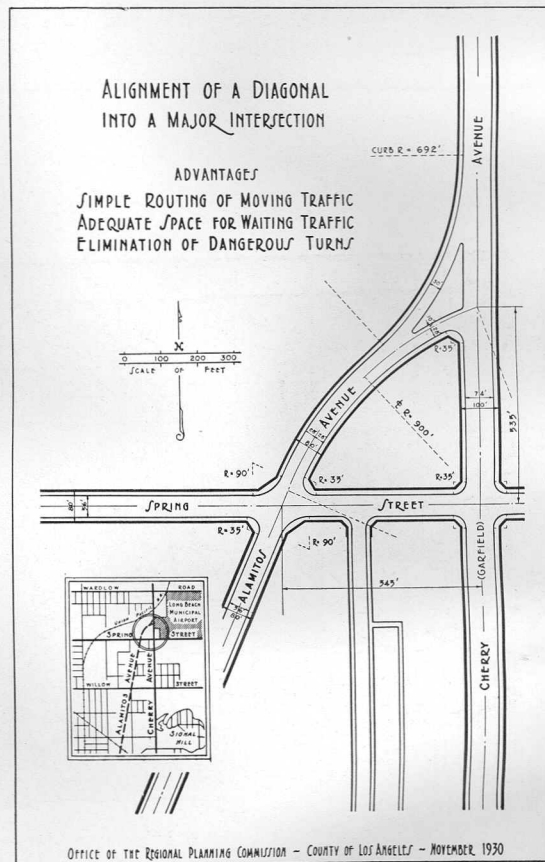 ALIGNMENT OF A DIAGONAL
INTO A MAJOR INTERSECTION
ADVANTAGES
SIMPLE ROUTING OF MOVING TRAFFIC
ADEQUATE SPACE FOR WAITING TRAFFIC
ELIMINATION OF DANGEROUS TURNS
CURB R = 692'
AVENUE
N
0 100 200 300
SCALE OF FEET
R=35'
74'
100'
535'
AVENUE
R=900'
R=90'
R=35'
R=35'
80'
56'
SPRING
STREET
R=35'
R=90'
ALAMITOS
545'
(GARFIELD)
CHERRY
WARDLOW ROAD
UNION PACIFIC
LONG BEACH
MUNICIPAL
AIRPORT
SPRING STREET
AVENUE
AVENUE
WILLOW STREET
ALAMITOS
CHERRY
SIGNAL
HILL
OFFICE OF THE REGIONAL PLANNING COMMISSION - COUNTY OF LOS ANGELES - NOVEMBER 1930